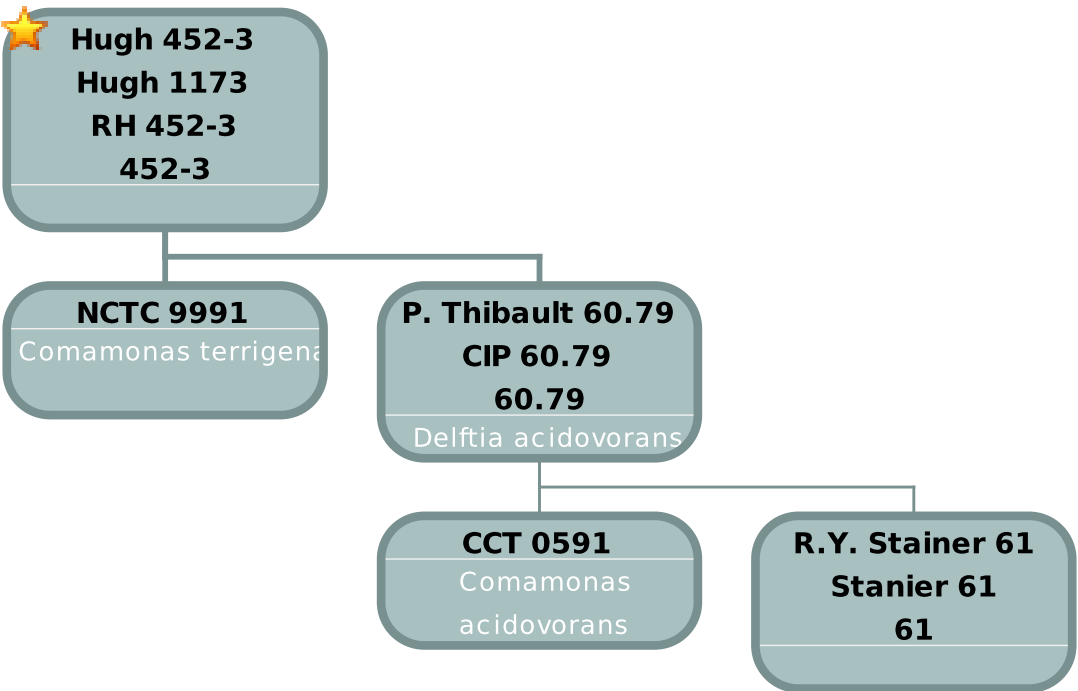 Hugh 452-3
Hugh 1173
RH 452-3
452-3
NCTC 9991
Comamonas terrigena
P. Thibault 60.79
CIP 60.79
60.79
Delftia acidovorans
CCT 0591
Comamonas
acidovorans
R.Y. Stainer 61
Stanier 61
61